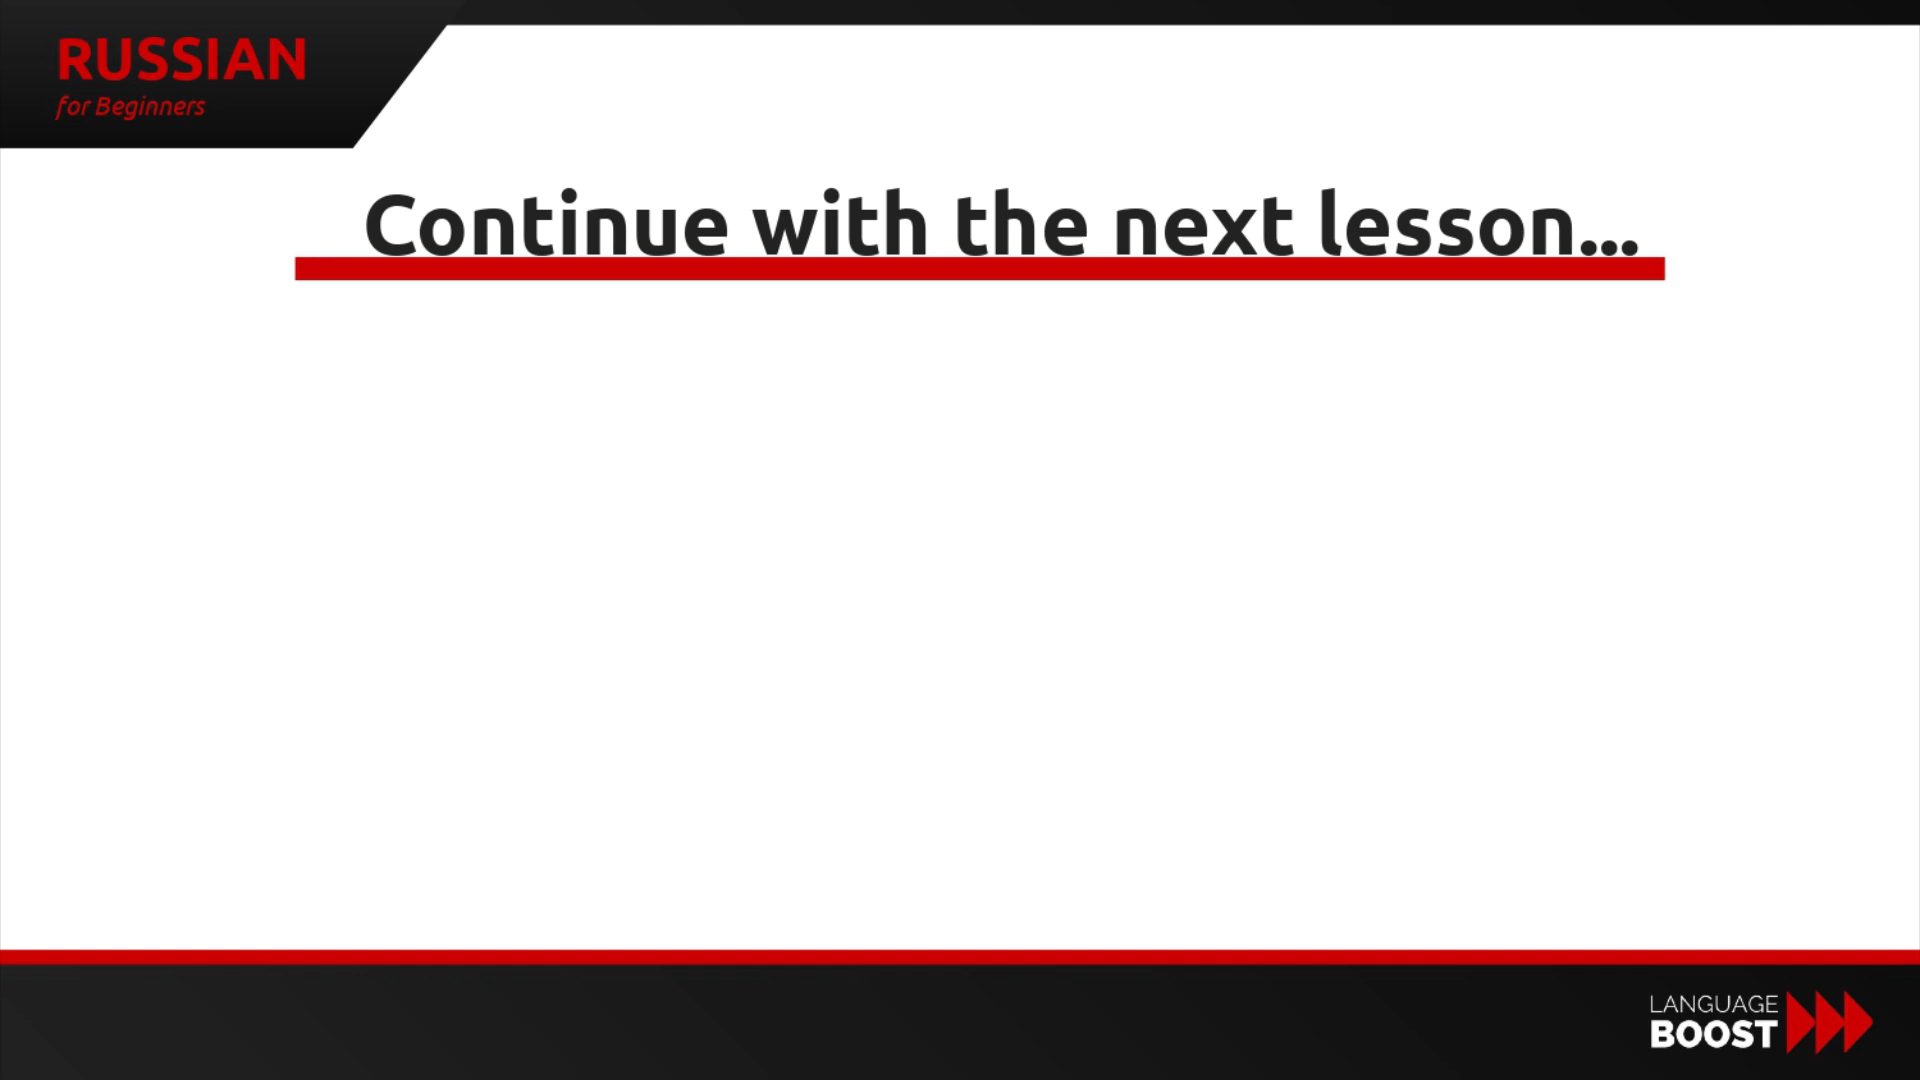 RUSSIAN
for Beginners
Continue with the next lesson...
LANGUAGE
BOOST